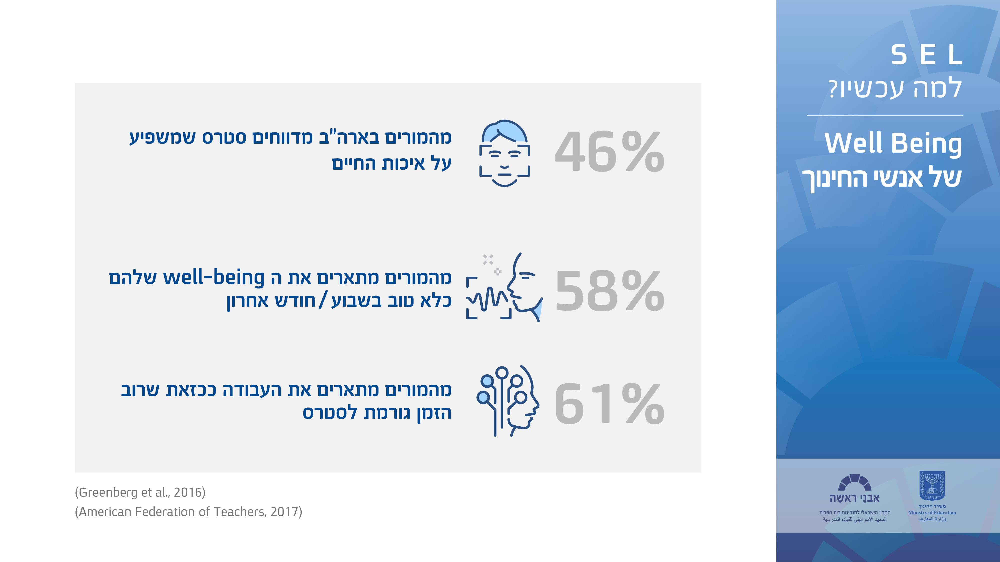 SEL
למה עכשיו?
Well Being
של אנשי החינוך
46%
מהמורים בארה"ב מדווחים סטרס שמשפיע
על איכות החיים
58%
מהמורים מתארים את ה well-being שלהם
כלא טוב בשבוע/חודש אחרון
61%
מהמורים מתארים את העבודה ככזאת שרוב
הזמן גורמת לסטרס
(Greenberg et al., 2016)
(American Federation of Teachers, 2017)
משרד החינוך
Ministry of Education
وزارة المعارف
אבני רֹאשָה
המכון הישראלי למנהיגות בית ספרית
المعهد الاسرائيلي للقيادة المدرسية